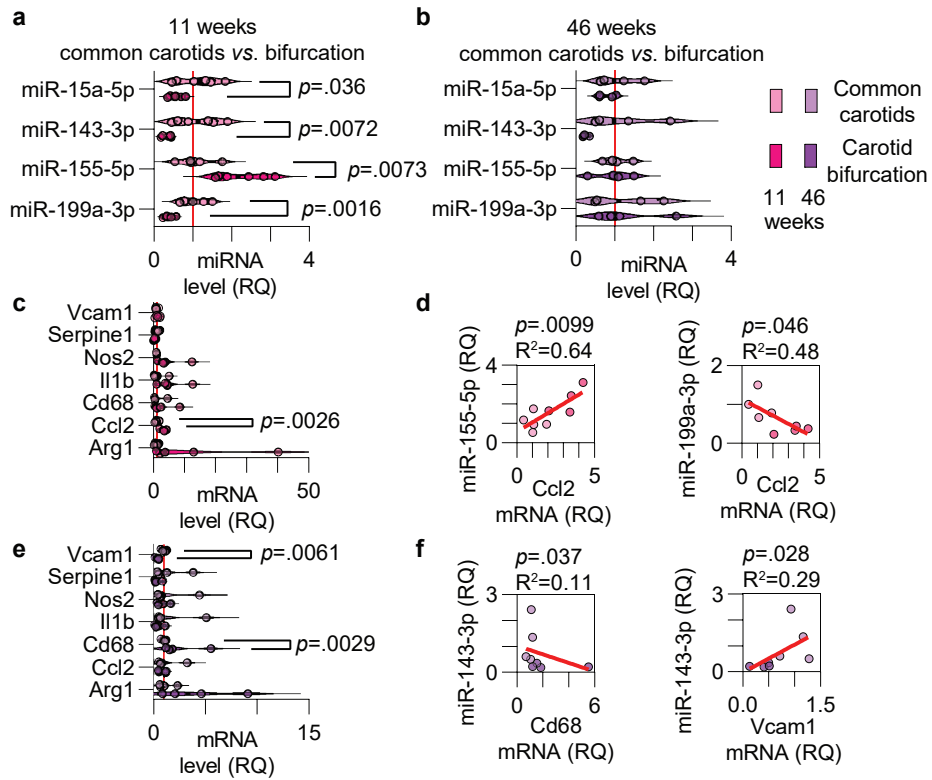 a
11 weeks
common carotids vs. bifurcation
miR-15a-5p
miR-143-3p
miR-155-5p
miR-199a-3p
p=.036
p=.0072
p=.0073
p=.0016
0
4
miRNA
level (RQ)
b
46 weeks
common carotids vs. bifurcation
miR-15a-5p
miR-143-3p
miR-155-5p
miR-199a-3p
0
4
miRNA
level (RQ)
Common
carotids
Carotid
bifurcation
11
46
weeks
c
Vcam1
Serpine1
Nos2
Il1b
Cd68
Ccl2
Arg1
p=.0026
0
50
mRNA
level (RQ)
d
p=.0099
R²=0.64
miR-155-5p (RQ)
4
0
0
5
Ccl2
mRNA (RQ)
p=.046
R²=0.48
miR-199a-3p (RQ)
2
0
0
5
Ccl2
mRNA (RQ)
e
Vcam1
Serpine1
Nos2
Il1b
Cd68
Ccl2
Arg1
p=.0061
p=.0029
0
15
mRNA
level (RQ)
f
p=.037
R²=0.11
miR-143-3p (RQ)
3
0
0
6
Cd68
mRNA (RQ)
p=.028
R²=0.29
miR-143-3p (RQ)
3
0
0.0
1.5
Vcam1
mRNA (RQ)